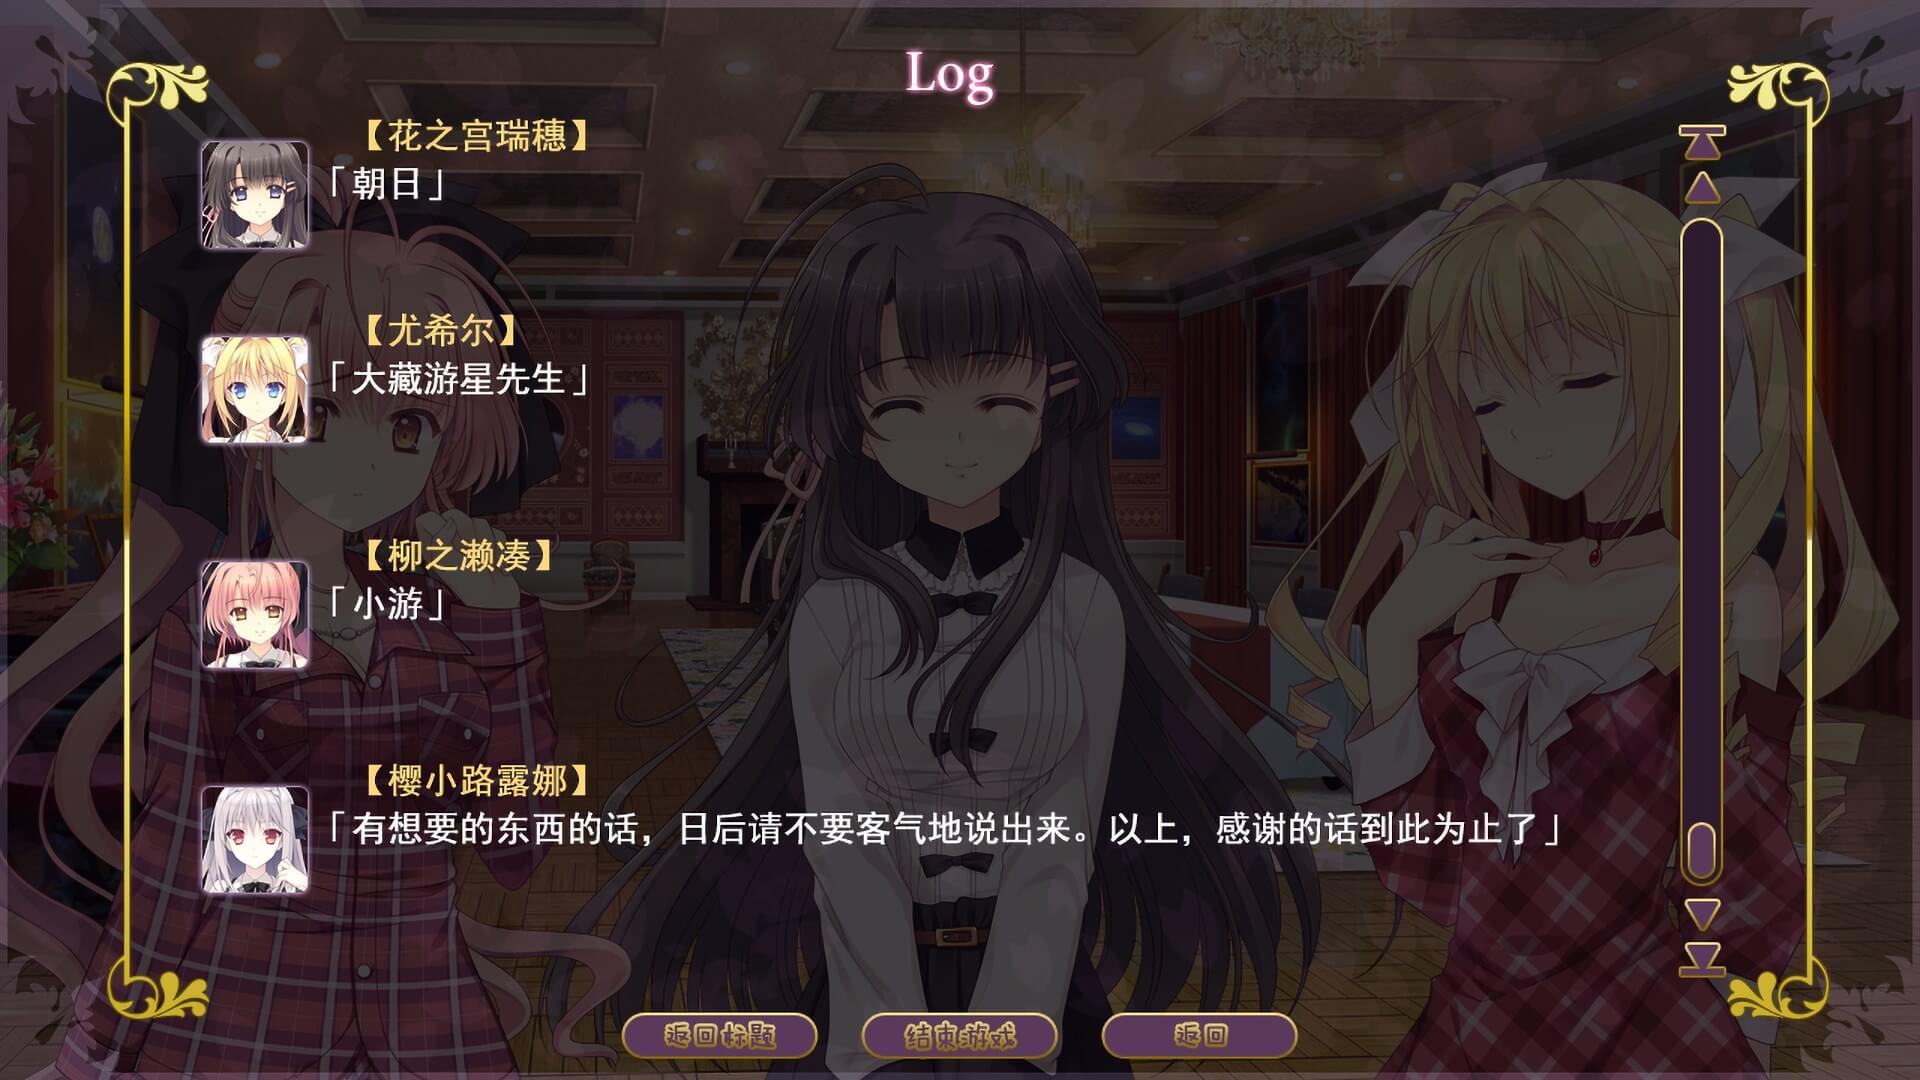 Log
【花之宫瑞穗】
「朝日」
【尤希尔】
「大藏游星先生」
【柳之濑凑】
「小游」
【樱小路露娜】
「有想要的东西的话，日后请不要客气地说出来。以上，感谢的话到此为止了」
返回标题 结束游戏 返回